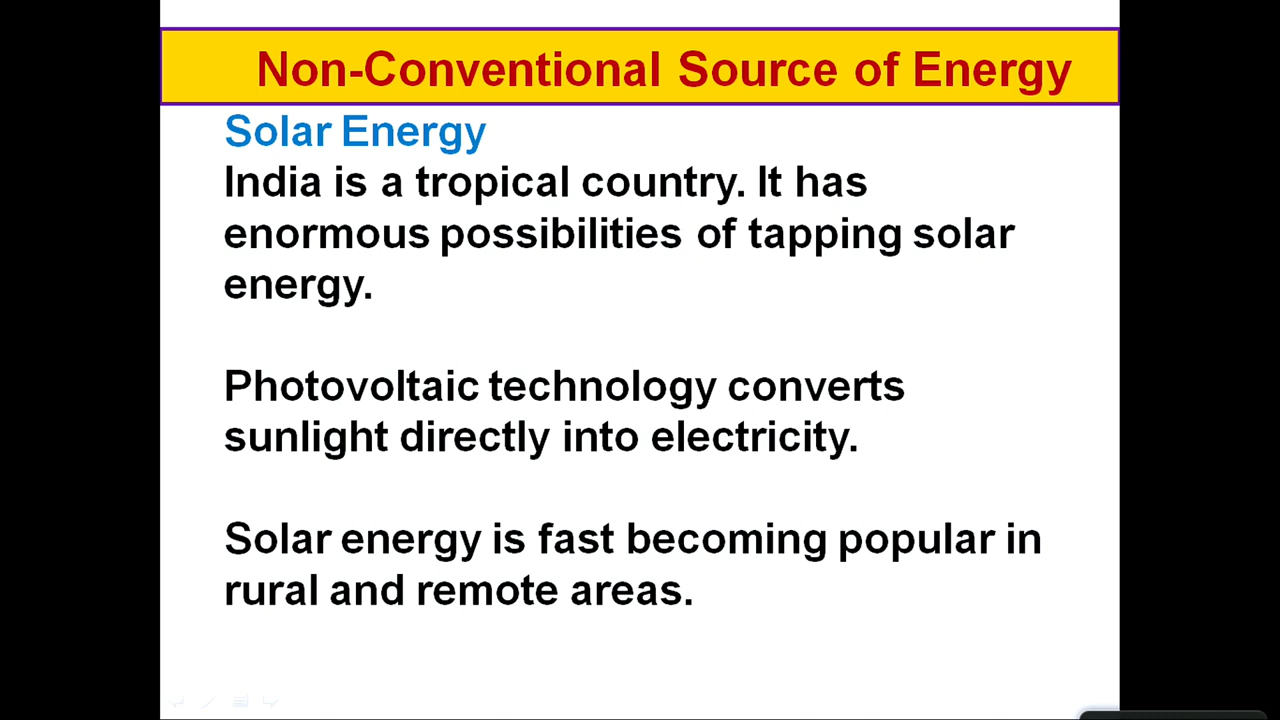 Non-Conventional Source of Energy
Solar Energy
India is a tropical country. It has
enormous possibilities of tapping solar
energy.
Photovoltaic technology converts
sunlight directly into electricity.
Solar energy is fast becoming popular in
rural and remote areas.